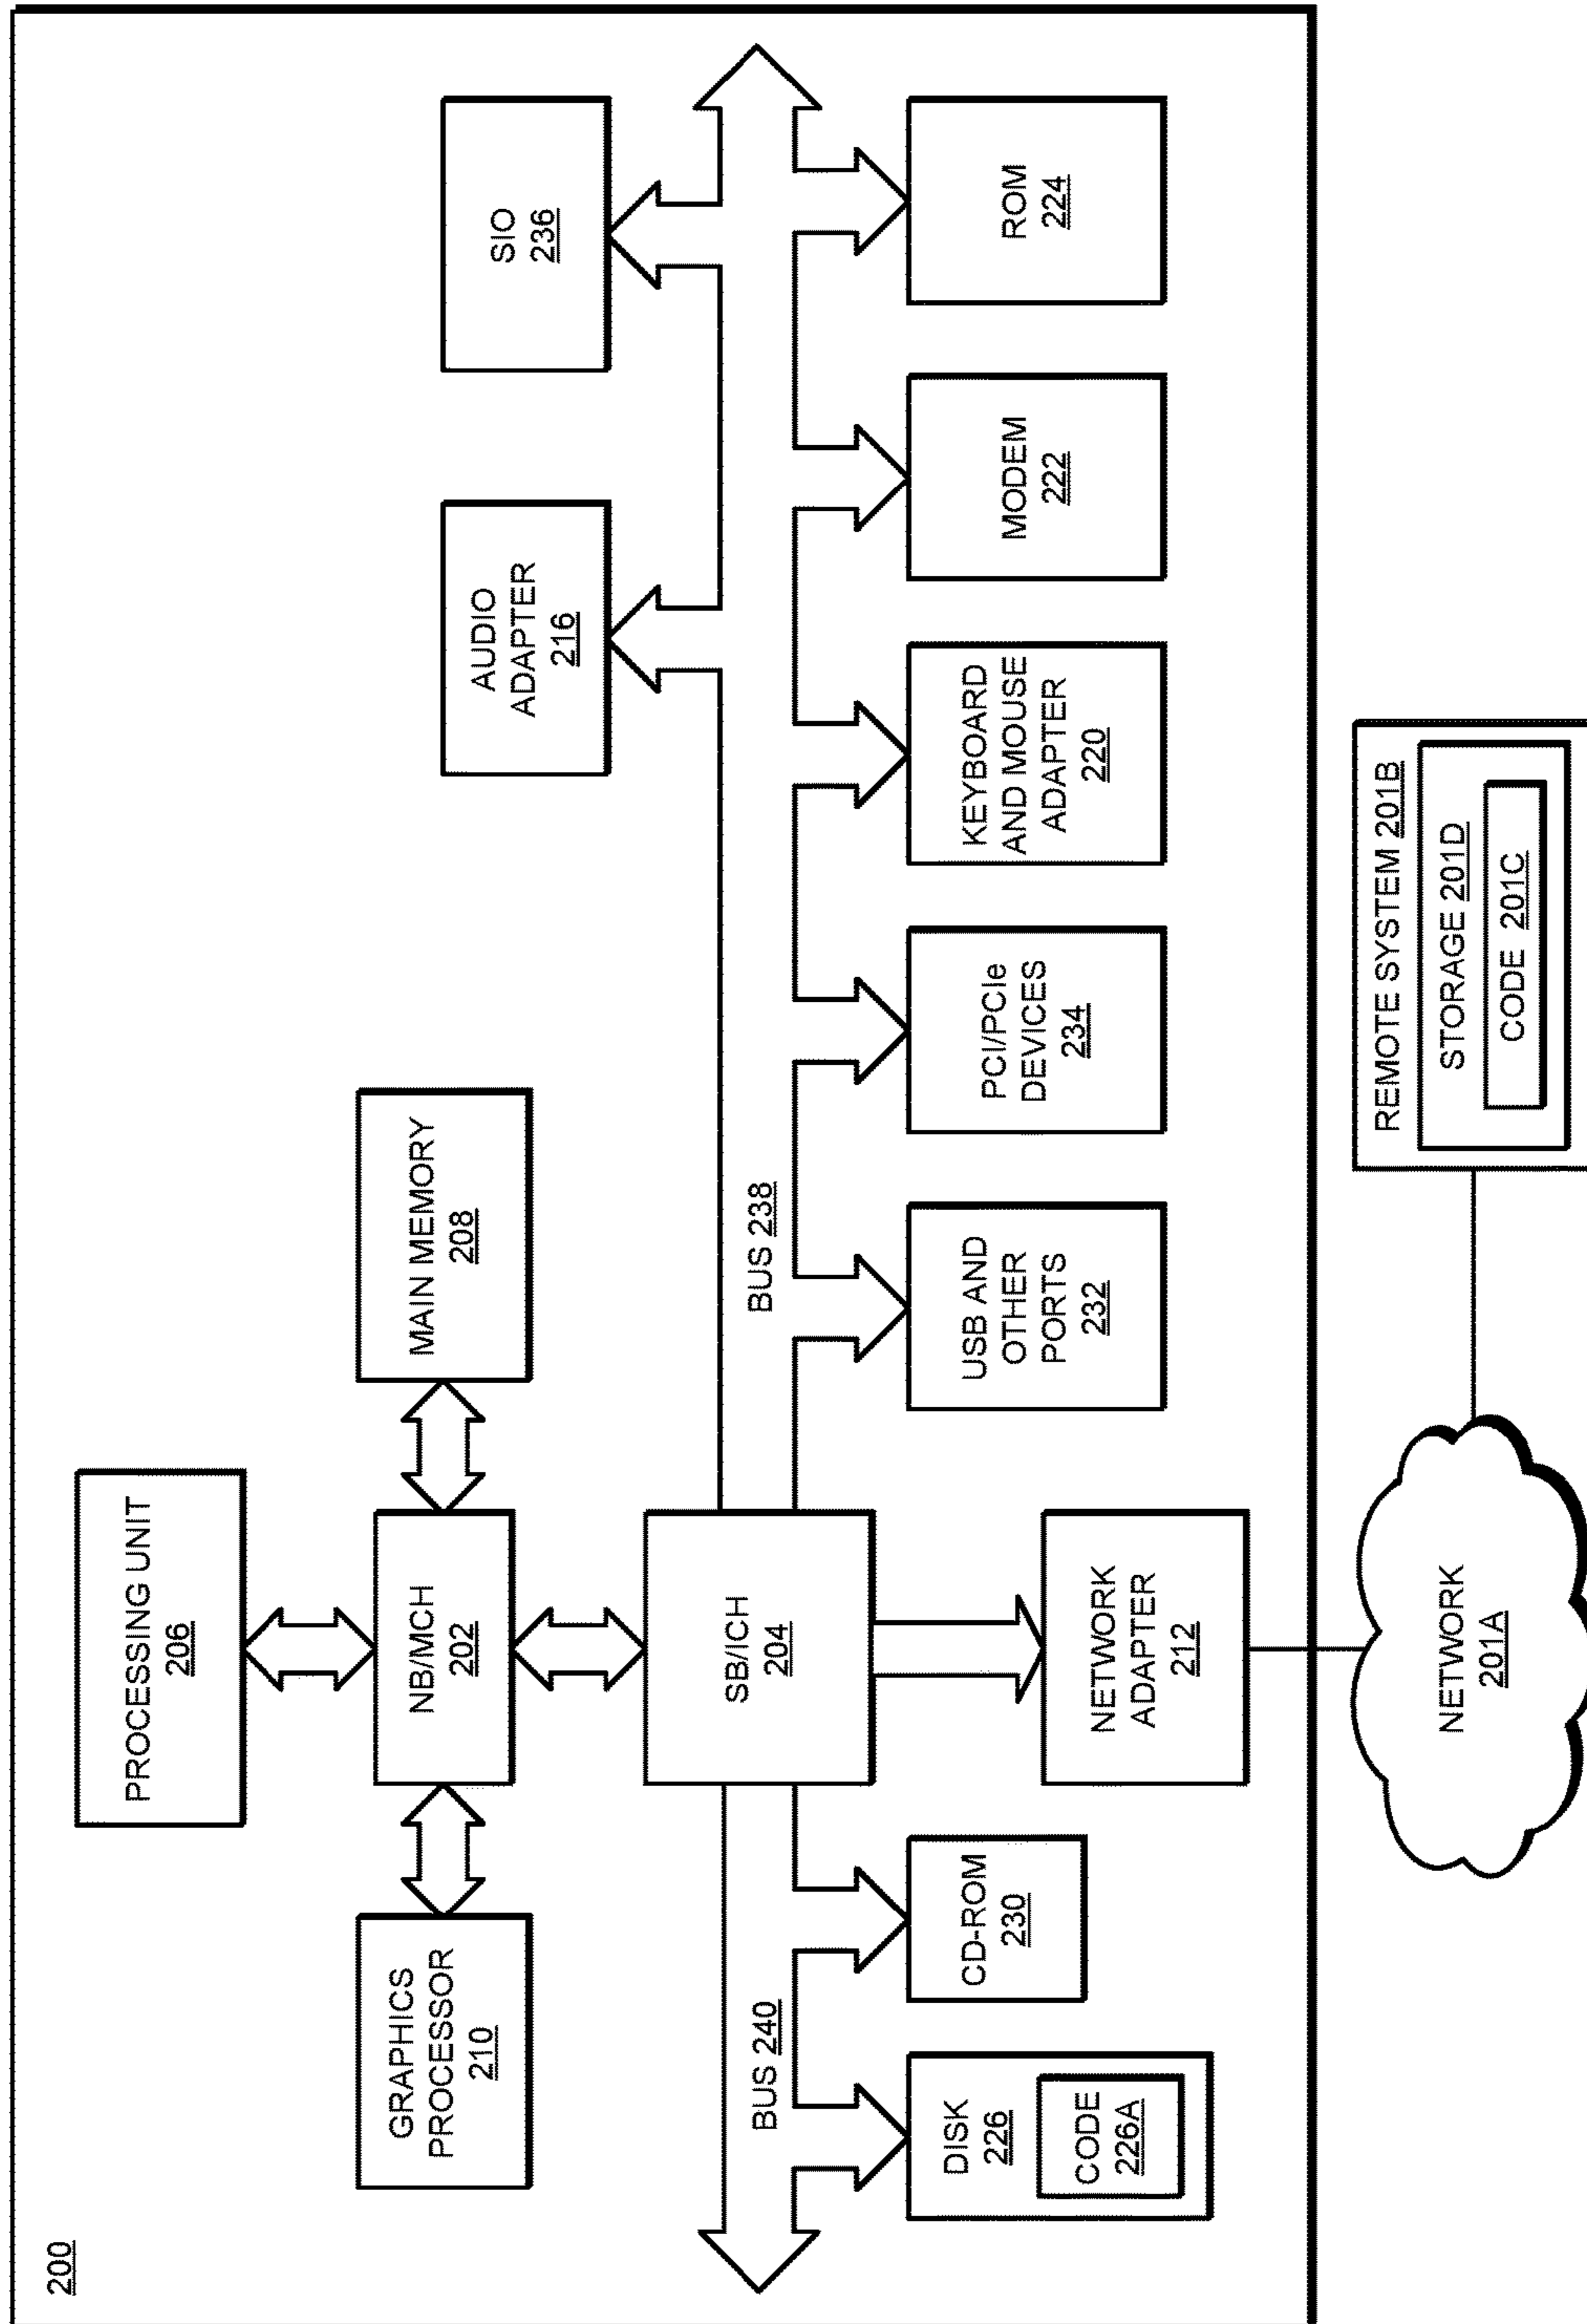 200
PROCESSING UNIT
206
GRAPHICS
PROCESSOR
210
NB/MCH
202
MAIN MEMORY
208
AUDIO
ADAPTER
216
SIO
236
SB/ICH
204
BUS 240
BUS 238
DISK
226
CODE
226A
CD-ROM
230
NETWORK
ADAPTER
212
USB AND
OTHER
PORTS
232
PCI/PCIe
DEVICES
234
KEYBOARD
AND MOUSE
ADAPTER
220
MODEM
222
ROM
224
NETWORK
201A
REMOTE SYSTEM 201B
STORAGE 201D
CODE 201C